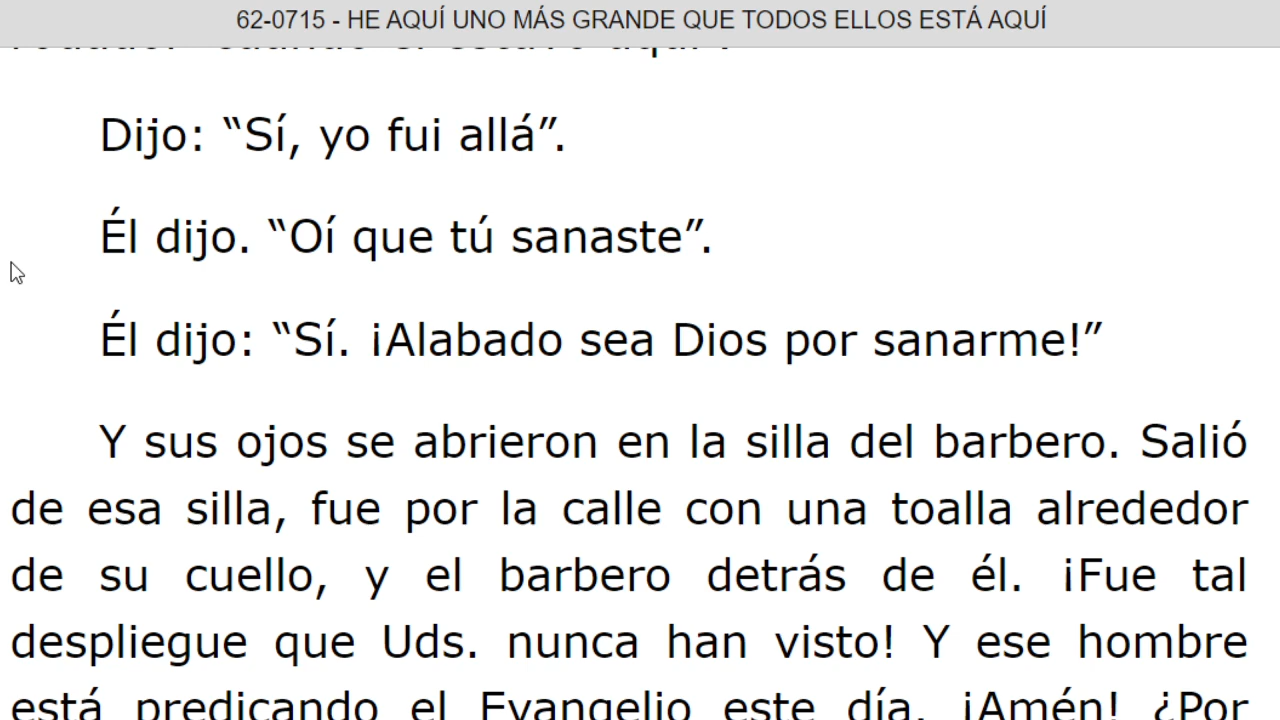 62-0715 - HE AQUÍ UNO MÁS GRANDE QUE TODOS ELLOS ESTÁ AQUÍ
Dijo: “Sí, yo fui allá”.
Él dijo. “Oí que tú sanaste”.
Él dijo: “Sí. ¡Alabado sea Dios por sanarme!”
Y sus ojos se abrieron en la silla del barbero. Salió
de esa silla, fue por la calle con una toalla alrededor
de su cuello, y el barbero detrás de él. ¡Fue tal
despliegue que Uds. nunca han visto! Y ese hombre
está predicando el Evangelio este día. ¡Amén! ¿Por